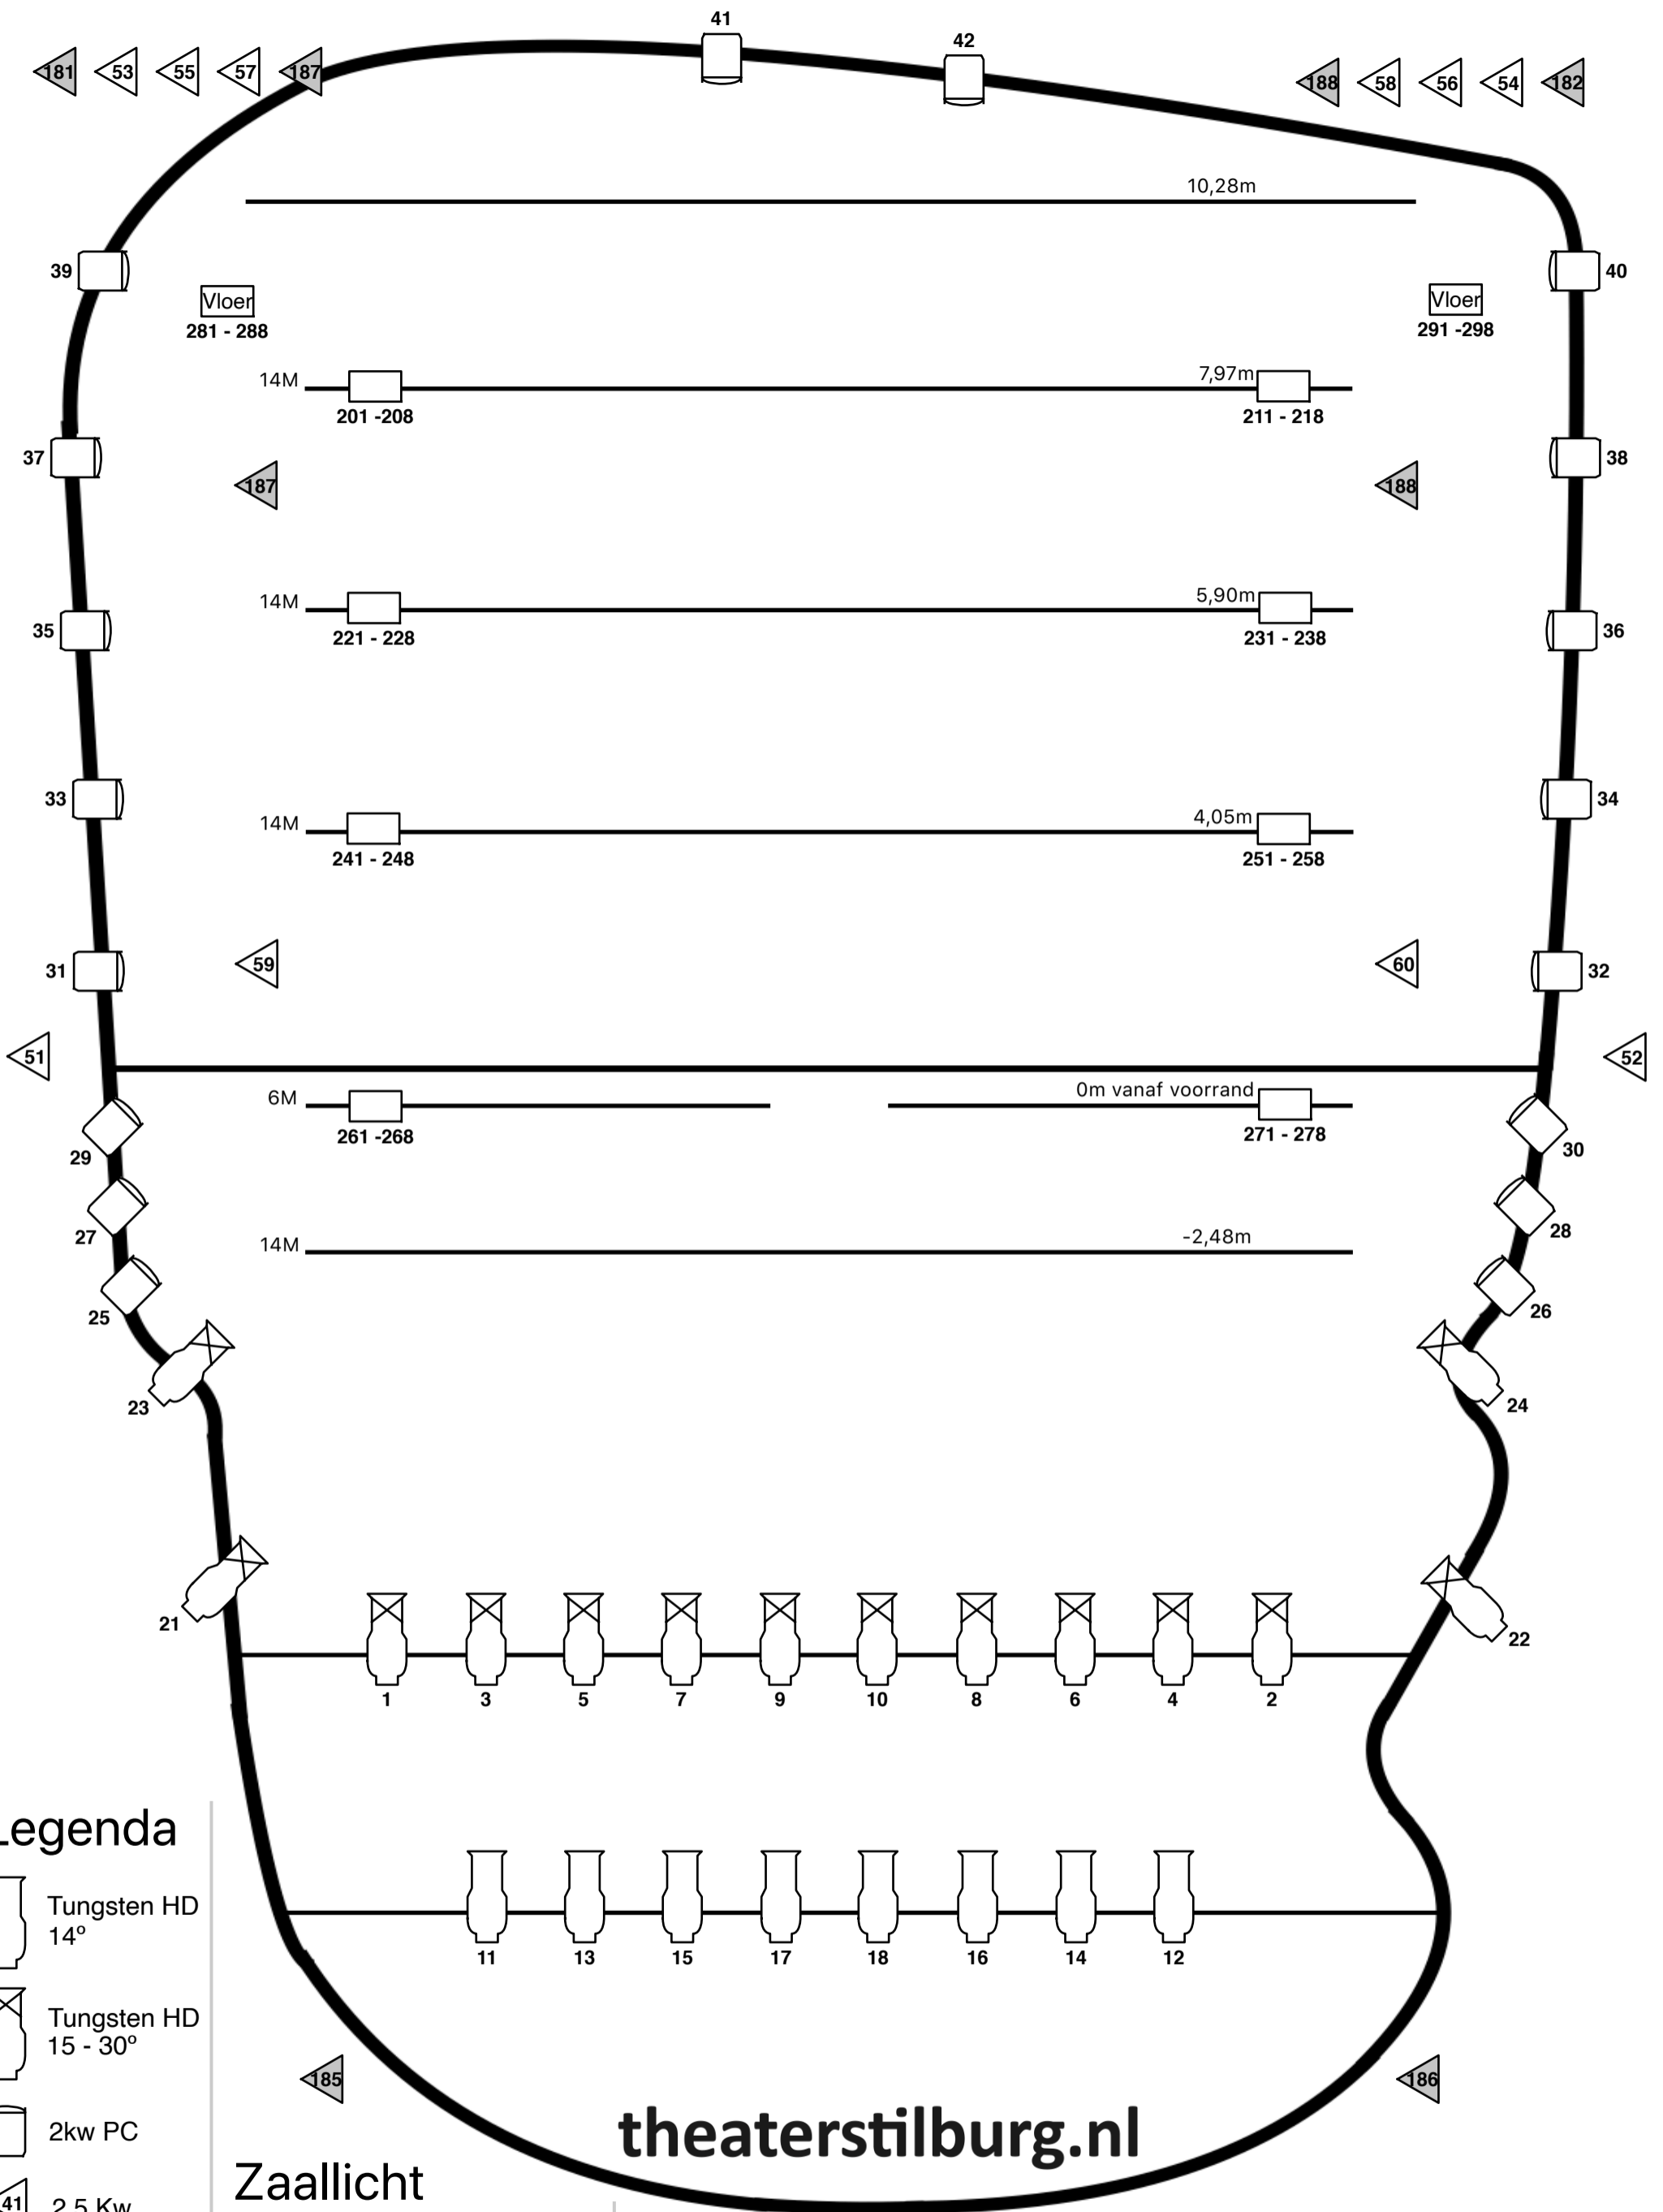 41
42
181 53 55 57 187
188 58 56 54 182
10,28m
39
40
Vloer
281 - 288
Vloer
291 -298
14M
7,97m
201 -208
211 - 218
37
38
187
188
14M
5,90m
35
36
221 - 228
231 - 238
33
34
14M
4,05m
241 - 248
251 - 258
59
60
31
32
51
52
6M
0m vanaf voorrand
261 -268
271 - 278
29
30
27
28
14M
-2,48m
25
26
23
24
21
22
1 3 5 7 9 10 8 6 4 2
Legenda
Tungsten HD
14º
11 13 15 17 18 16 14 12
Tungsten HD
15 - 30º
185
186
2kw PC
theaterstilburg.nl
Zaallicht
41
2,5 Kw